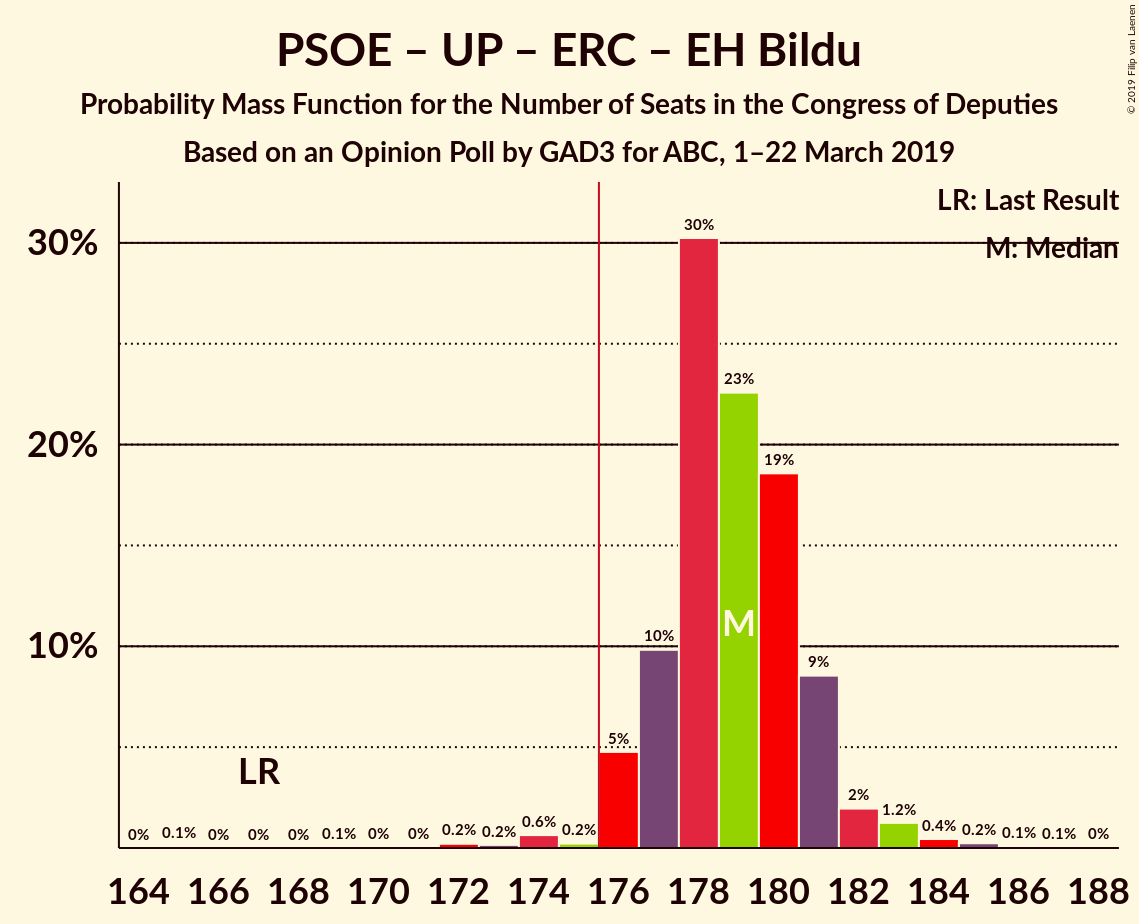 PSOE – UP – ERC – EH Bildu
Probability Mass Function for the Number of Seats in the Congress of Deputies
Based on an Opinion Poll by GAD3 for ABC, 1–22 March 2019
© 2019 Filip van Laenen
LR: Last Result
M: Median
30%
20%
10%
0% 0.1% 0% 0% 0% 0.1% 0% 0% 0.2% 0.2% 0.6% 0.2% 5% 10% 30% 23% 19% 9% 2% 1.2% 0.4% 0.2% 0.1% 0.1% 0%
LR
M
164 166 168 170 172 174 176 178 180 182 184 186 188